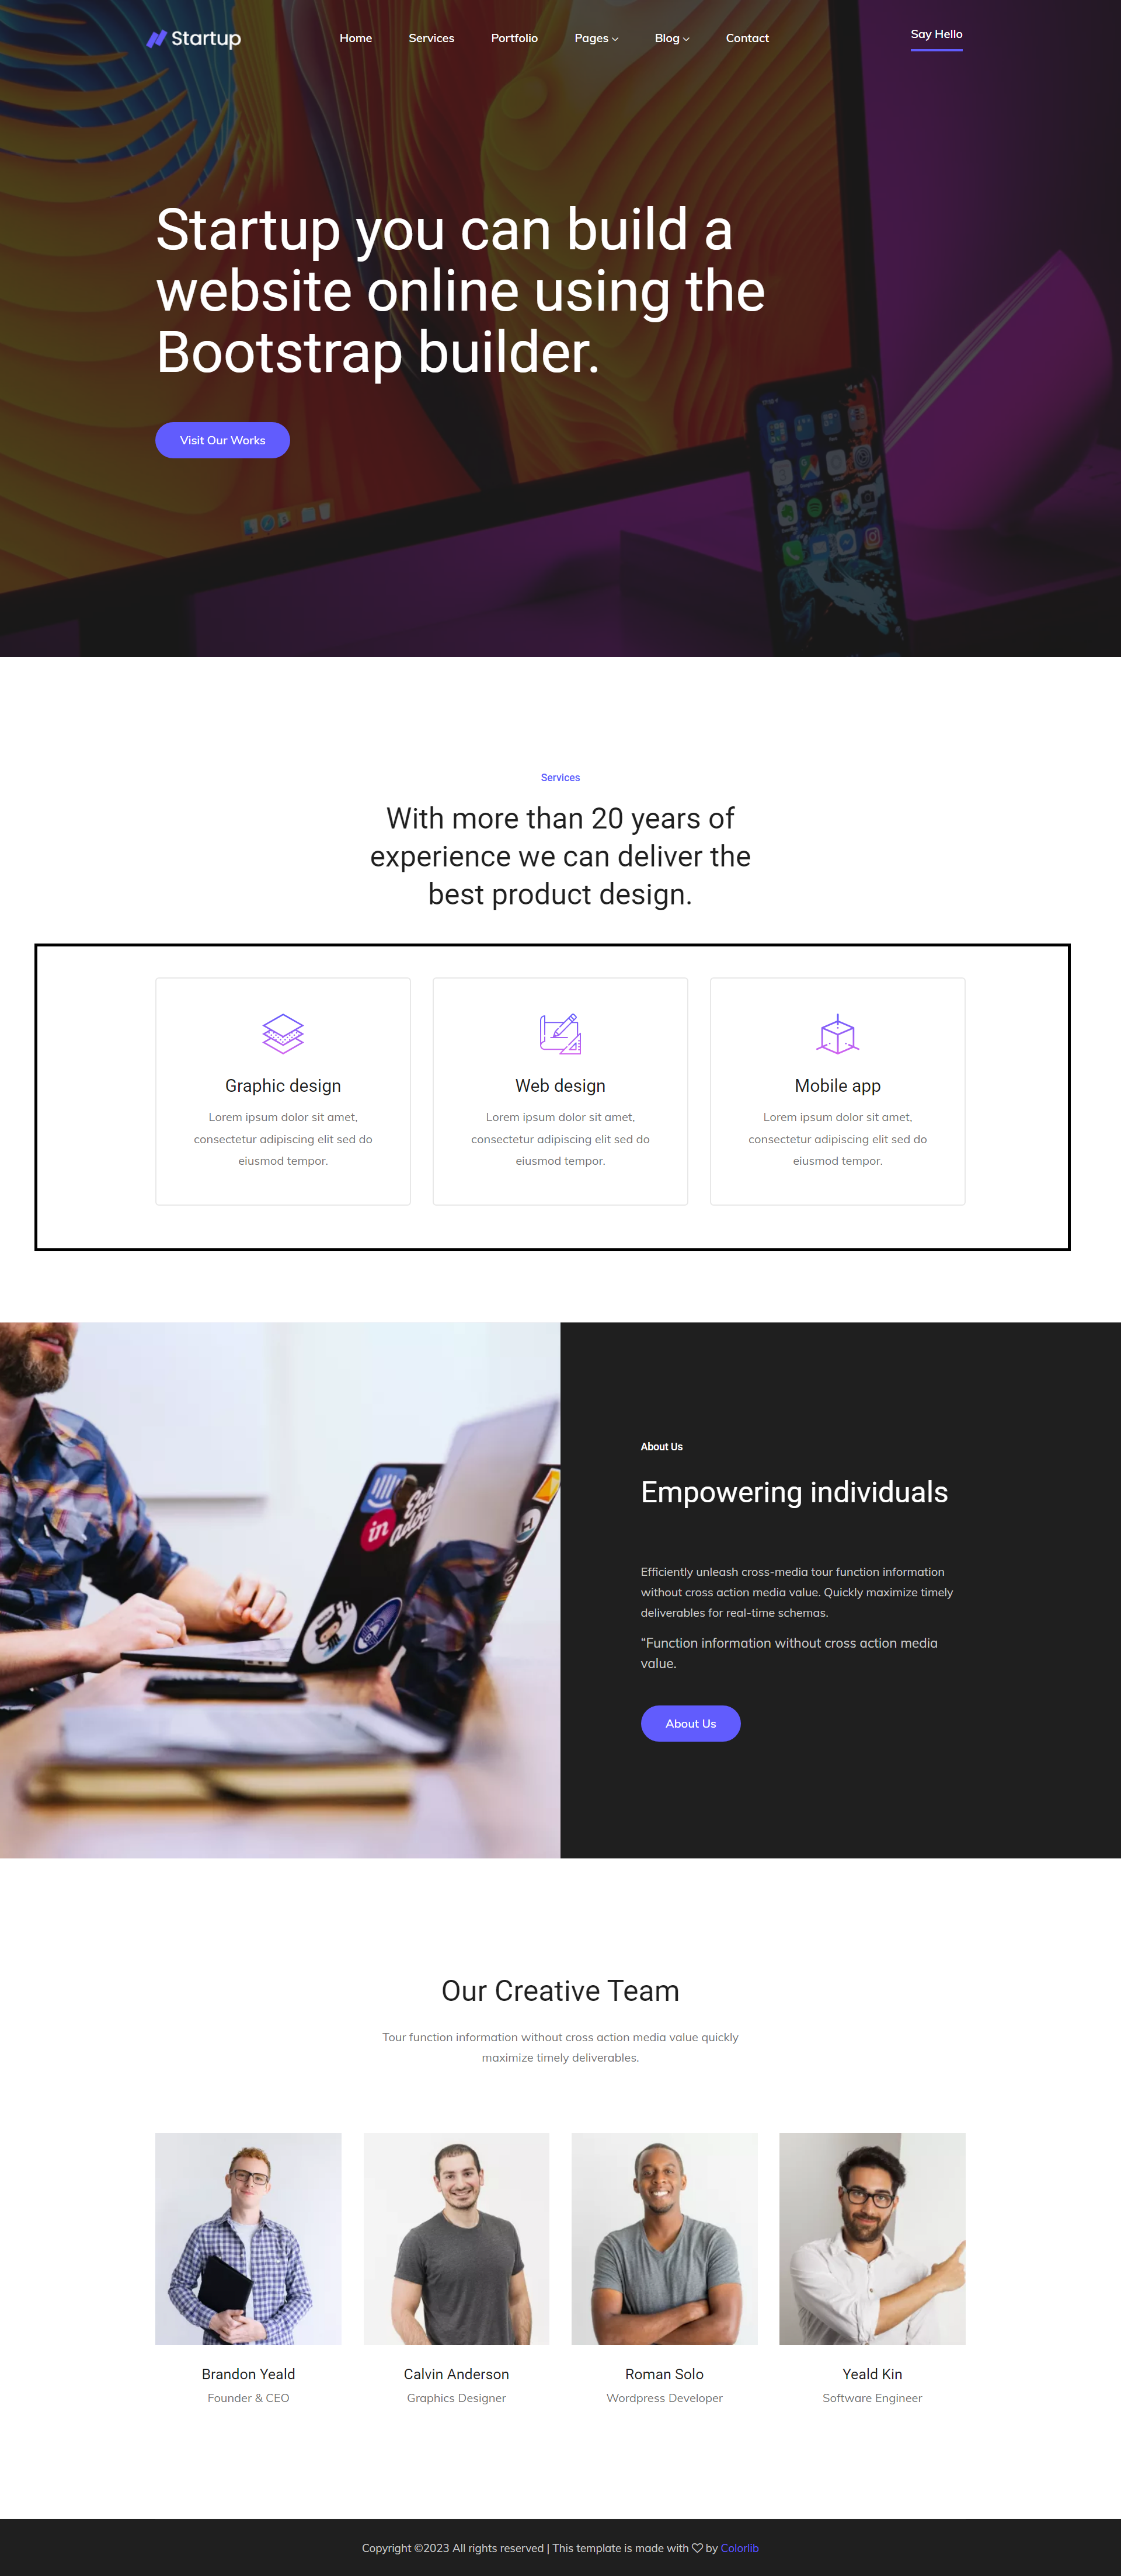 Startup
Home Services Portfolio Pages Blog Contact
Say Hello
Startup you can build a
website online using the
Bootstrap builder.
Visit Our Works
Services
With more than 20 years of
experience we can deliver the
best product design.
Graphic design
Lorem ipsum dolor sit amet,
consectetur adipiscing elit sed do
eiusmod tempor.
Web design
Lorem ipsum dolor sit amet,
consectetur adipiscing elit sed do
eiusmod tempor.
Mobile app
Lorem ipsum dolor sit amet,
consectetur adipiscing elit sed do
eiusmod tempor.
in
About Us
Empowering individuals
Efficiently unleash cross-media tour function information
without cross action media value. Quickly maximize timely
deliverables for real-time schemas.
“Function information without cross action media
value.
About Us
Our Creative Team
Tour function information without cross action media value quickly
maximize timely deliverables.
Brandon Yeald
Founder & CEO
Calvin Anderson
Graphics Designer
Roman Solo
Wordpress Developer
Yeald Kin
Software Engineer
Copyright ©2023 All rights reserved | This template is made with ♡ by Colorlib